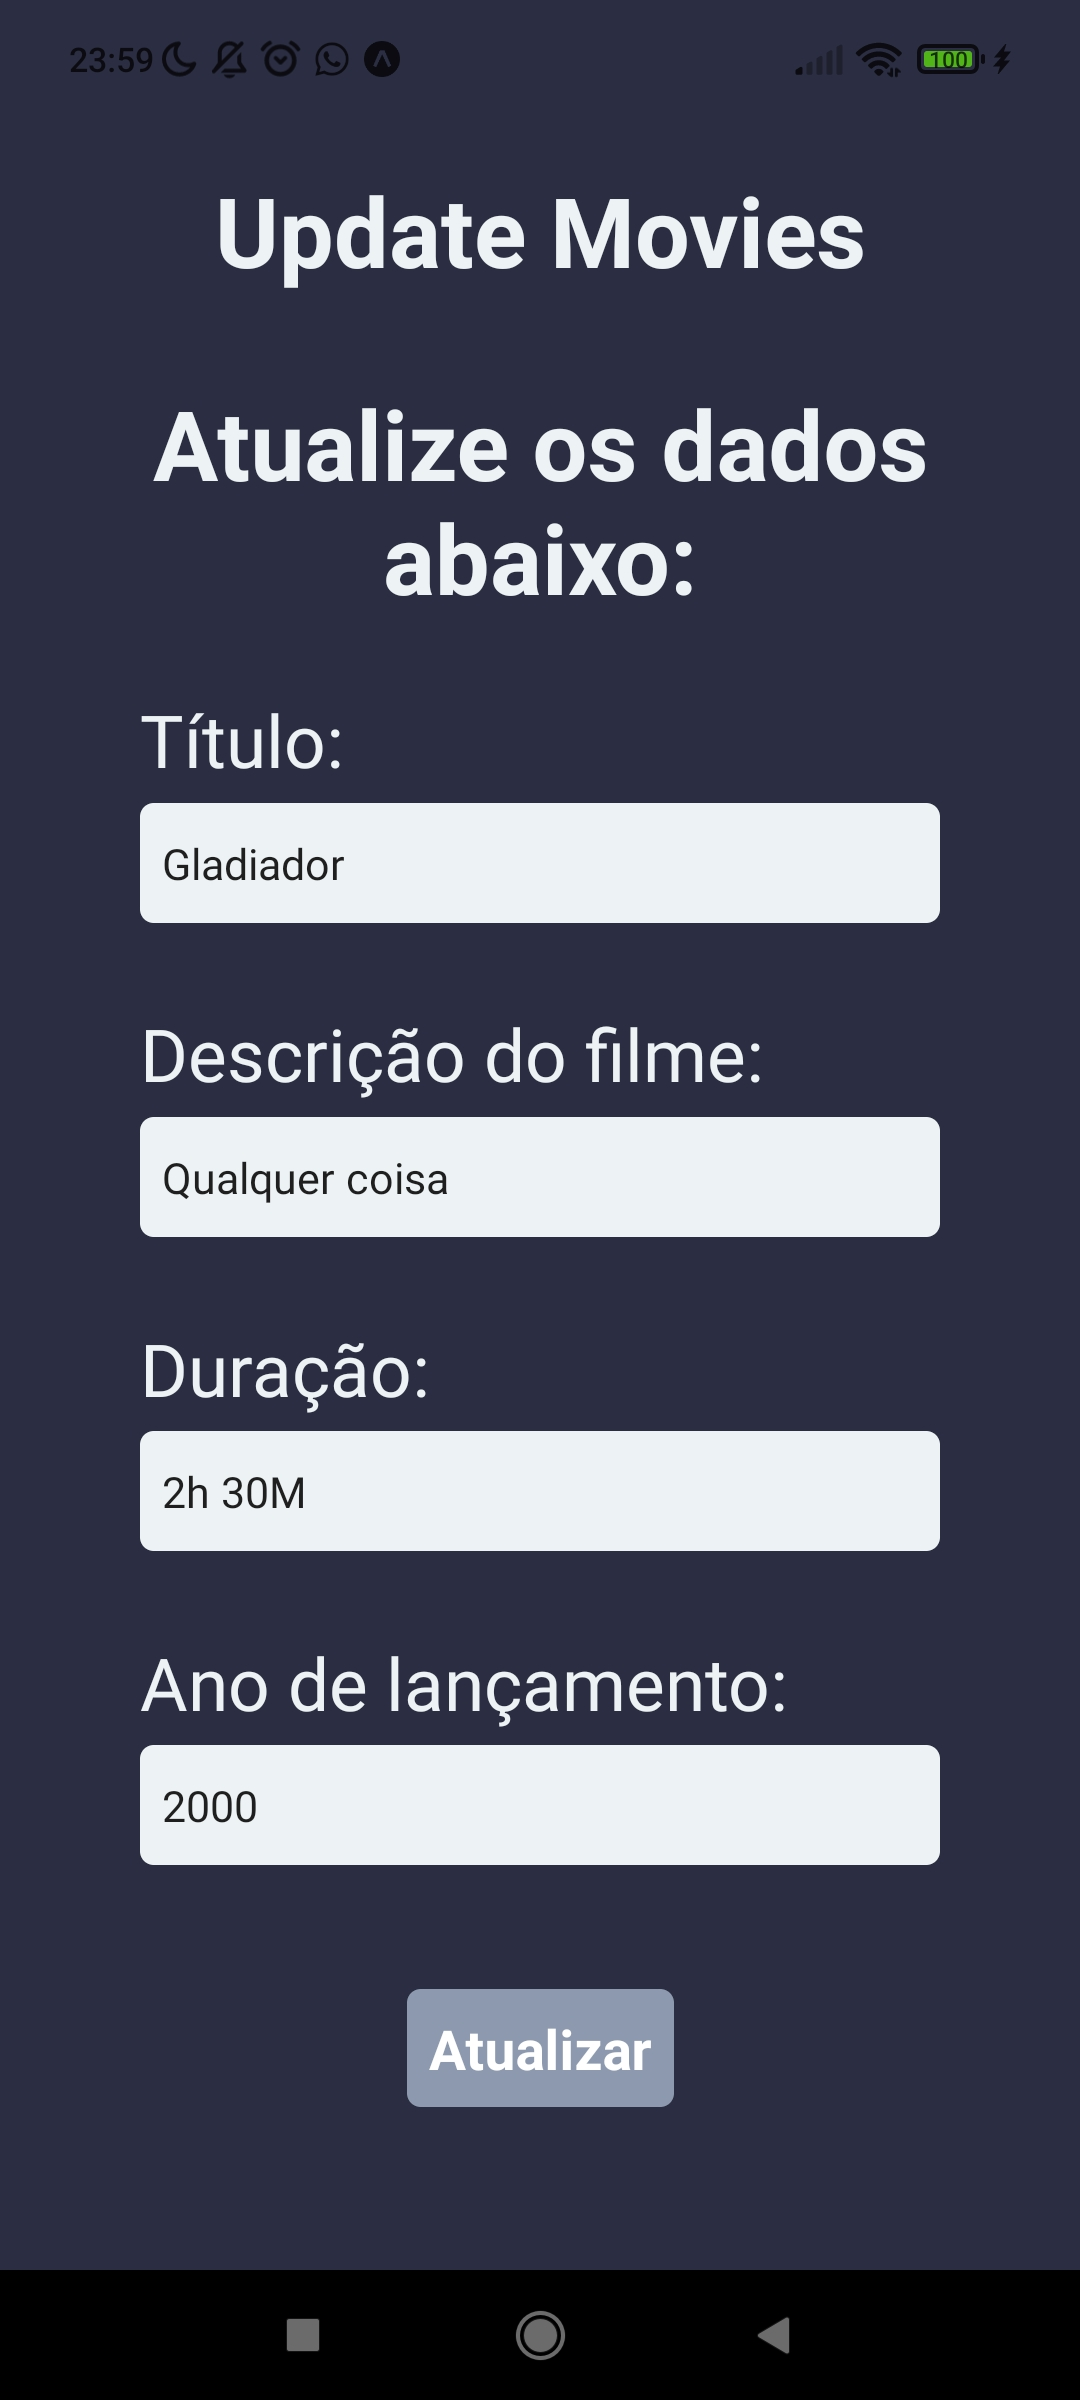 23:59
100
Update Movies
Atualize os dados
abaixo:
Título:
Gladiador
Descrição do filme:
Qualquer coisa
Duração:
2h 30M
Ano de lançamento:
2000
Atualizar